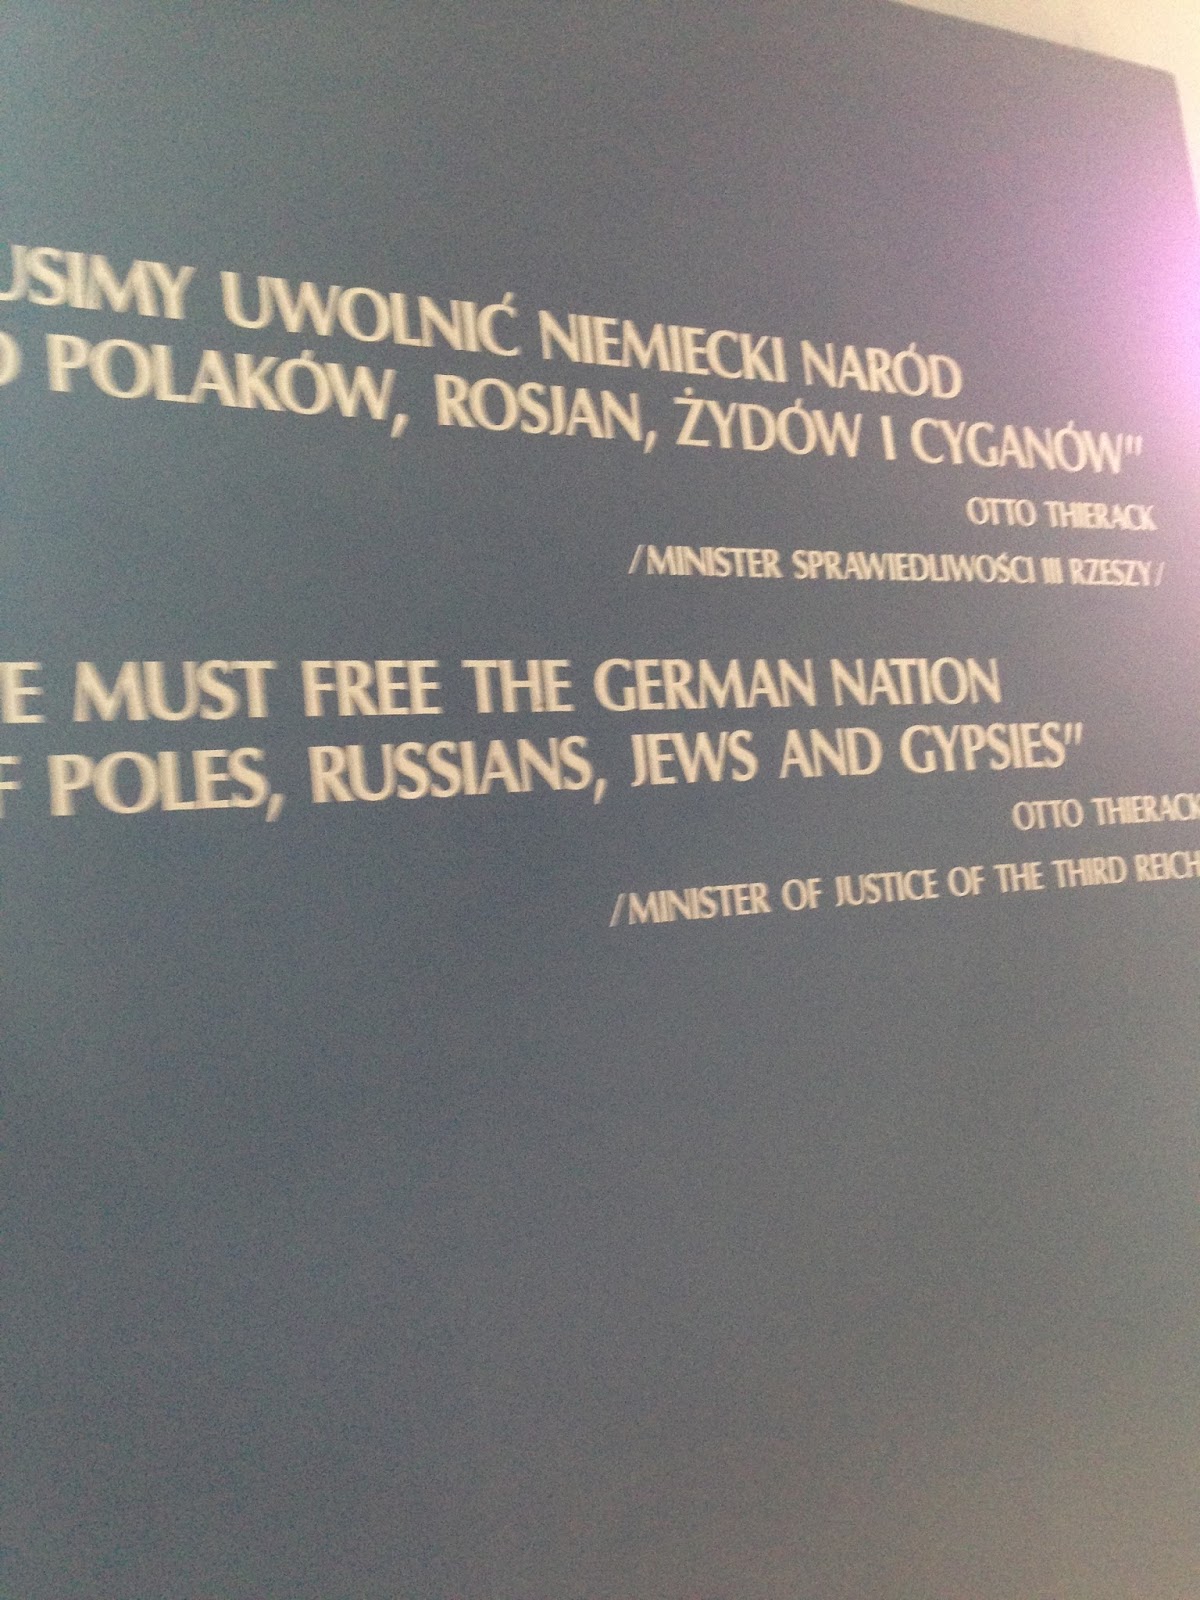 USIMY UWOLNIĆ NIEMIECKI NARÓD
D POLAKÓW, ROSJAN, ŻYDÓW I CYGANÓW"
OTTO THIERACK
/MINISTER SPRAWIEDLIWOŚCI III RZESZY/
E MUST FREE THE GERMAN NATION
F POLES, RUSSIANS, JEWS AND GYPSIES"
OTTO THIERACK
/MINISTER OF JUSTICE OF THE THIRD REICH